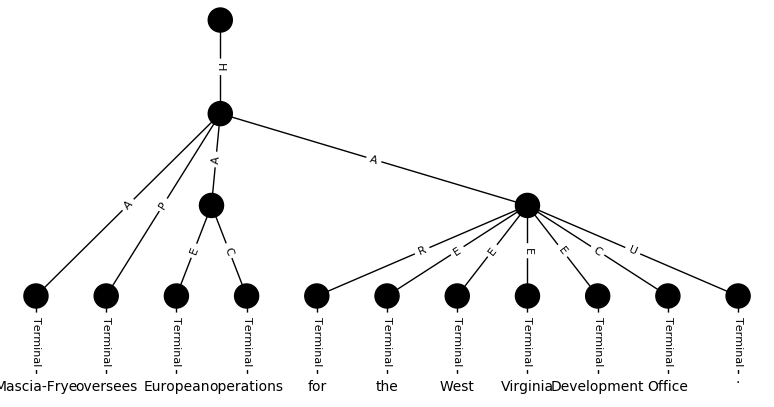 H
A
A
A P
E C R E E E E C U
Terminal Terminal Terminal Terminal Terminal Terminal Terminal Terminal Terminal Terminal Terminal
Mascia-Frye oversees European operations for the West Virginia Development Office .